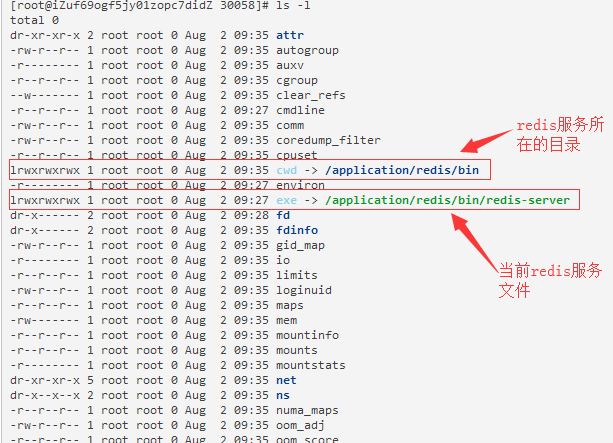 [root@iZuf69ogf5jy01zopc7didZ 30058]# ls -l
total 0
dr-xr-xr-x 2 root root 0 Aug  2 09:35 attr
-rw-r--r-- 1 root root 0 Aug  2 09:35 autogroup
-r-------- 1 root root 0 Aug  2 09:35 auxv
-r--r--r-- 1 root root 0 Aug  2 09:35 cgroup
--w------- 1 root root 0 Aug  2 09:35 clear_refs
-r--r--r-- 1 root root 0 Aug  2 09:27 cmdline
-rw-r--r-- 1 root root 0 Aug  2 09:35 comm
-rw-r--r-- 1 root root 0 Aug  2 09:35 coredump_filter
-r--r--r-- 1 root root 0 Aug  2 09:35 cpuset
lrwxrwxrwx 1 root root 0 Aug  2 09:35 cwd -> /application/redis/bin
-r-------- 1 root root 0 Aug  2 09:27 environ
lrwxrwxrwx 1 root root 0 Aug  2 09:27 exe -> /application/redis/bin/redis-server
dr-x------ 2 root root 0 Aug  2 09:28 fd
dr-x------ 2 root root 0 Aug  2 09:35 fdinfo
-rw-r--r-- 1 root root 0 Aug  2 09:35 gid_map
-r-------- 1 root root 0 Aug  2 09:35 io
-r--r--r-- 1 root root 0 Aug  2 09:35 limits
-rw-r--r-- 1 root root 0 Aug  2 09:35 loginuid
-r--r--r-- 1 root root 0 Aug  2 09:35 maps
-rw------- 1 root root 0 Aug  2 09:35 mem
-r--r--r-- 1 root root 0 Aug  2 09:35 mountinfo
-r--r--r-- 1 root root 0 Aug  2 09:35 mounts
-r-------- 1 root root 0 Aug  2 09:35 mountstats
dr-xr-xr-x 5 root root 0 Aug  2 09:35 net
dr-x--x--x 2 root root 0 Aug  2 09:35 ns
-r--r--r-- 1 root root 0 Aug  2 09:35 numa_maps
-rw-r--r-- 1 root root 0 Aug  2 09:35 oom_adj
-r--r--r-- 1 root root 0 Aug  2 09:35 oom_score
redis服务所
在的目录
当前redis服务
文件